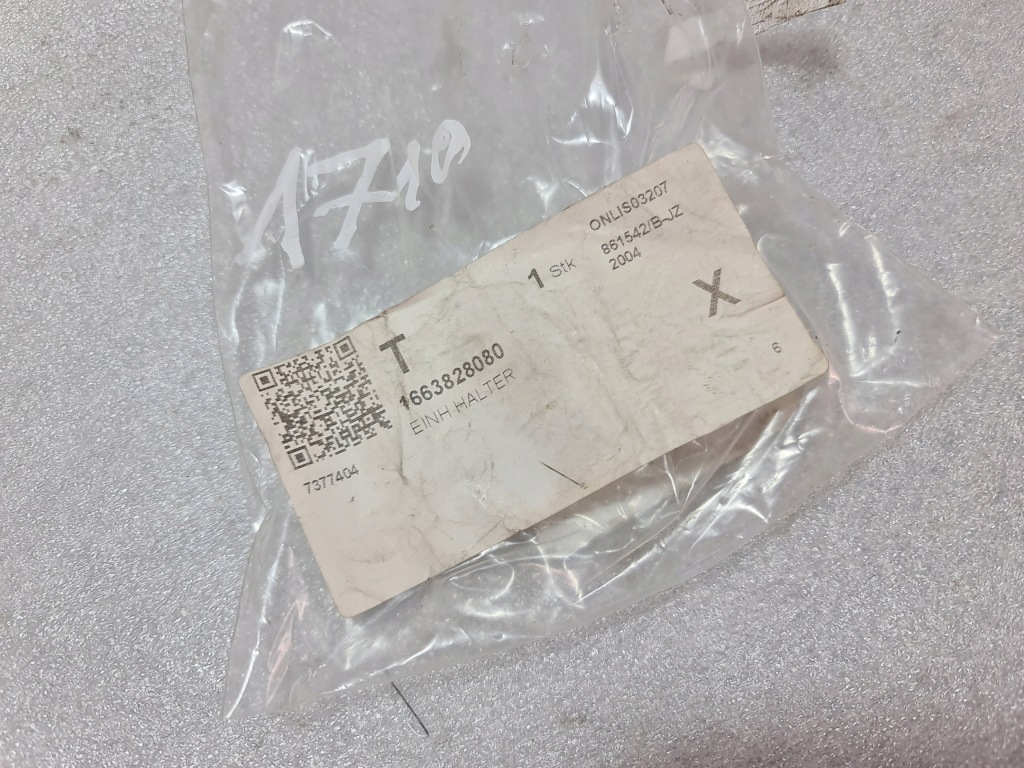 1710
ONLIS03207
1 Stk
861542/B-JZ
2004
X
T
1663828080
EINH HALTER
6
7377404